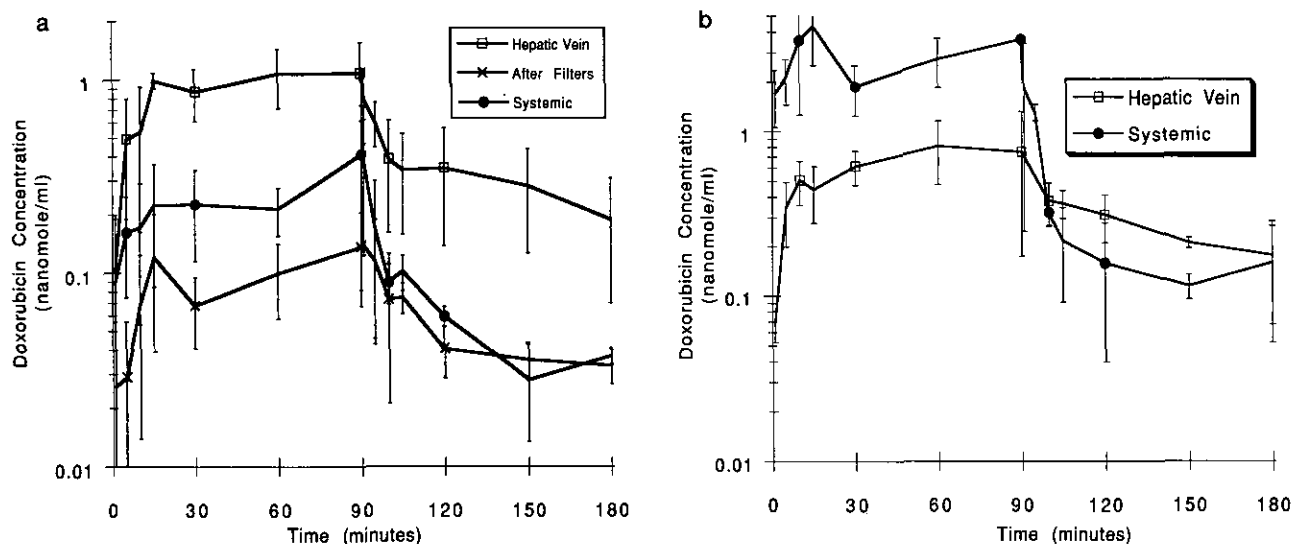 a
Doxorubicin Concentration
(nanomole/ml)
1
0.1
0.01
Hepatic Vein
After Filters
Systemic
0 30 60 90 120 150 180
Time (minutes)
b
Doxorubicin Concentration
(nanomole/ml)
1
0.1
0.01
Hepatic Vein
Systemic
0 30 60 90 120 150 180
Time (minutes)